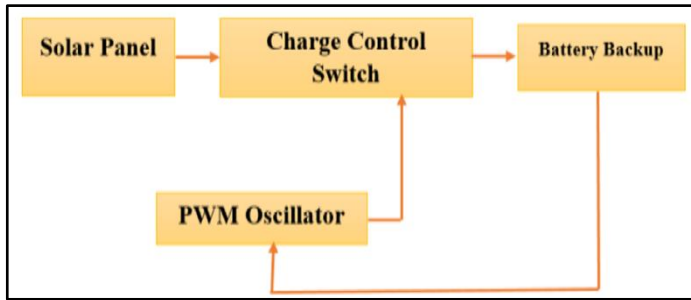 Solar Panel
Charge Control
Switch
Battery Backup
PWM Oscillator